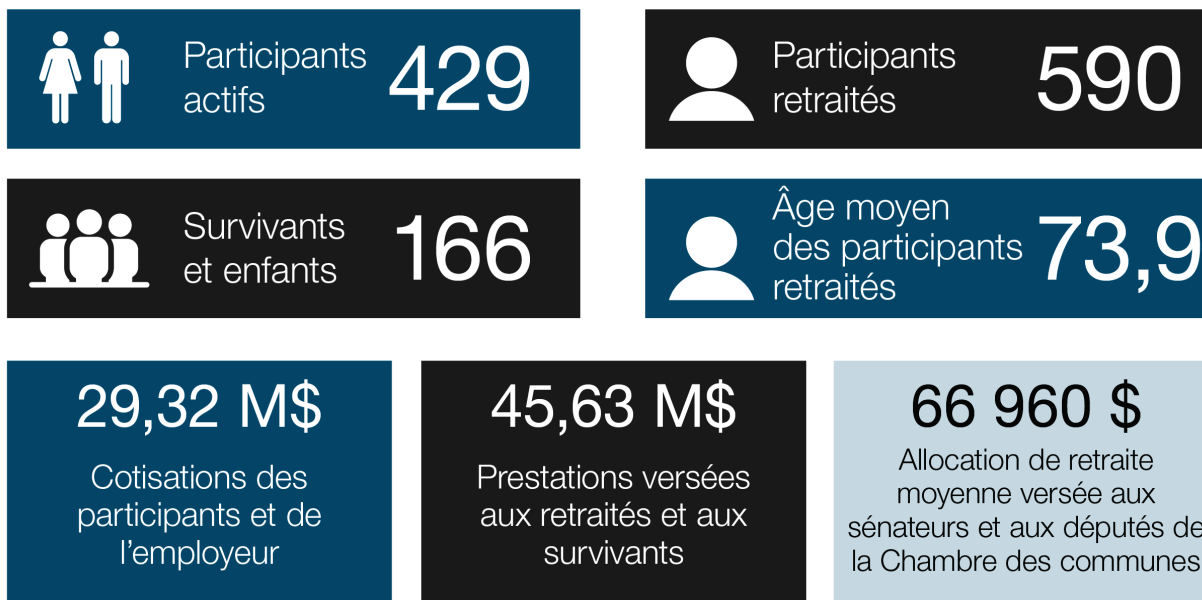 Participants
actifs
429
Participants
retraités
590
Survivants
et enfants
166
Âge moyen
des participants
retraités
73,9
29,32 M$
Cotisations des
participants et de
l'employeur
45,63 M$
Prestations versées
aux retraités et aux
survivants
66 960 $
Allocation de retraite
moyenne versée aux
sénateurs et aux députés de
la Chambre des communes